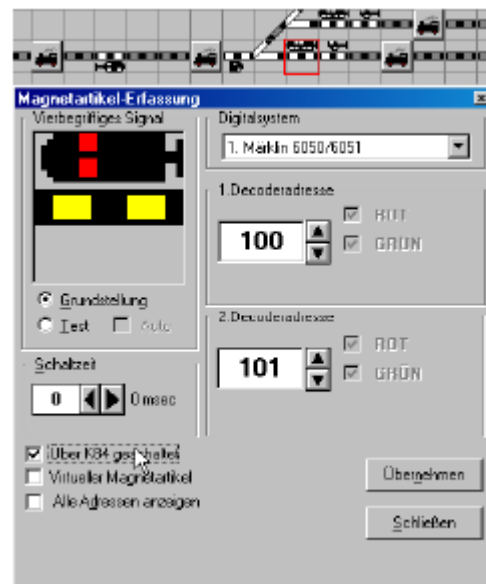 Magnetartikel-Erfassung
Vierbegriffiges Signal
Digitalsystem
1. Märklin 6050/6051
1.Decoderadresse
100
ROT
GRÜN
Grundstellung
Test
Auto
2.Decoderadresse
101
ROT
GRÜN
Schaltzeit
0
0 msec
Über K84 geschaltet
Virtueller Magnetartikel
Alle Adressen anzeigen
Übernehmen
Schließen